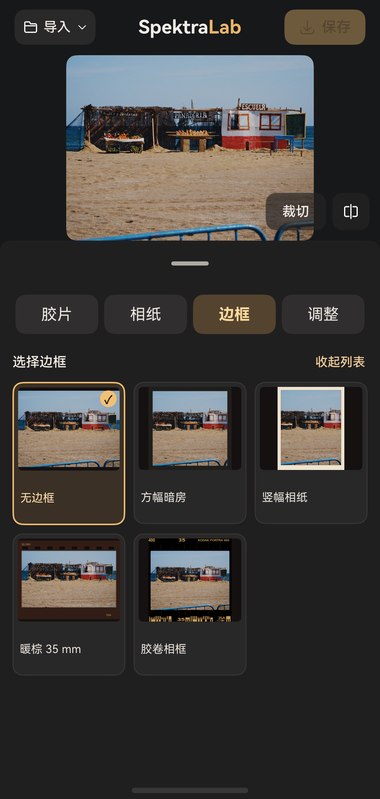 导入
SpektraLab
保存
ESCUELA
裁切
胶片
相纸
边框
调整
选择边框
收起列表
无边框
方幅暗房
竖幅相纸
暖棕 35 mm
胶卷相框